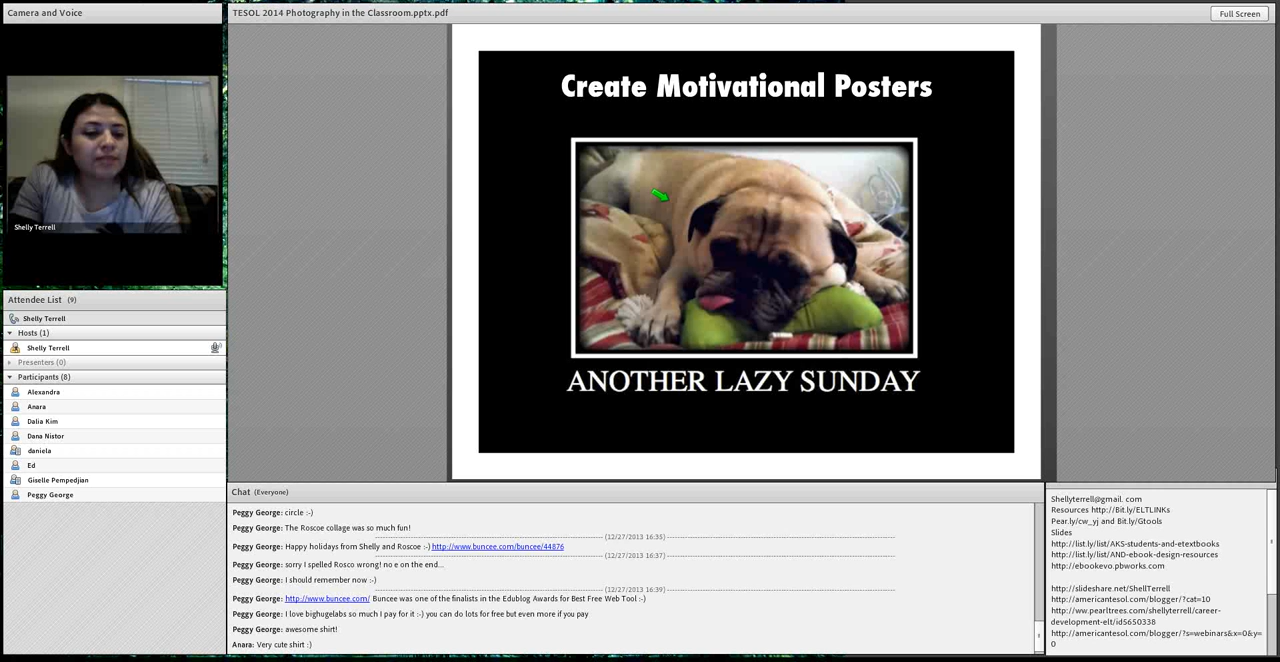 Camera and Voice
Shelly Terrell
Attendee List (9)
Shelly Terrell
Hosts (1)
Shelly Terrell
Presenters (0)
Participants (8)
Alexandra
Anara
Dalia Kim
Dana Nistor
daniela
Ed
Giselle Pempedjian
Peggy George
TESOL 2014 Photography in the Classroom.pptx.pdf
Full Screen
Create Motivational Posters
ANOTHER LAZY SUNDAY
Chat (Everyone)
Peggy George: circle :-)
Peggy George: The Roscoe collage was so much fun!
(12/27/2013 16:35)
Peggy George: Happy holidays from Shelly and Roscoe :-) http://www.buncee.com/buncee/44876
(12/27/2013 16:37)
Peggy George: sorry I spelled Rosco wrong! no e on the end...
Peggy George: I should remember now :-)
(12/27/2013 16:39)
Peggy George: http://www.buncee.com/ Buncee was one of the finalists in the Edublog Awards for Best Free Web Tool :-)
Peggy George: I love bighugelabs so much I pay for it :-) you can do lots for free but even more if you pay
Peggy George: awesome shirt!
Anara: Very cute shirt :)
Shellyterrell@gmail. com
Resources http://Bit.ly/ELTLINKs
Pear.ly/cw_yj and Bit.ly/Gtools
Slides
http://list.ly/list/AKS-students-and-etextbooks
http://list.ly/list/AND-ebook-design-resources
http://ebookevo.pbworks.com
http://slideshare.net/ShellTerrell
http://americantesol.com/blogger/?cat=10
http://ww.pearltrees.com/shellyterrell/career-
development-elt/id5650338
http://americantesol.com/blogger/?s=webinars&x=0&y=
0